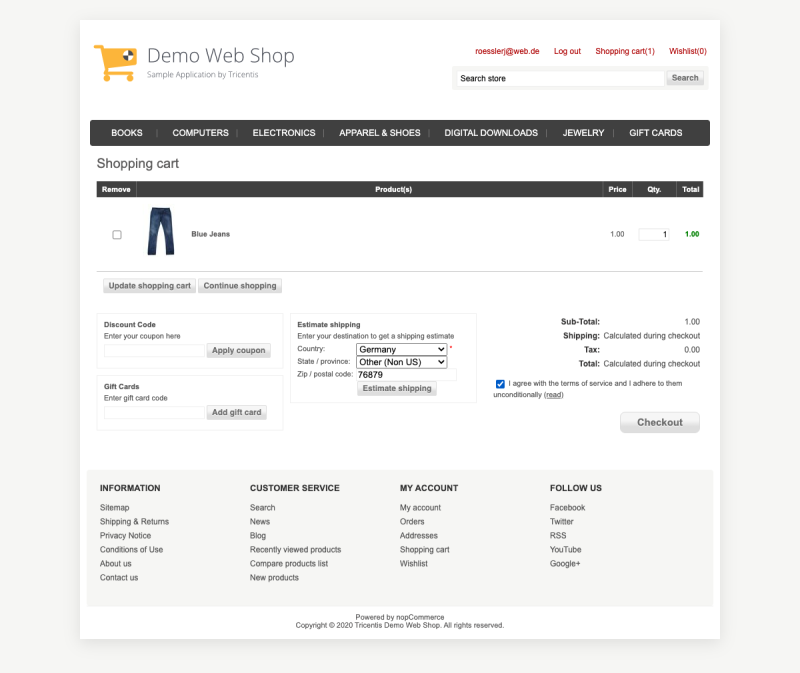 Demo Web Shop
Sample Application by Tricentis
roesslerj@web.de Log out Shopping cart(1) Wishlist(0)
Search store Search
BOOKS | COMPUTERS | ELECTRONICS | APPAREL & SHOES | DIGITAL DOWNLOADS | JEWELRY | GIFT CARDS
Shopping cart
Remove Product(s) Price Qty. Total
Blue Jeans 1.00 1 1.00
Update shopping cart Continue shopping
Discount Code
Enter your coupon here
Apply coupon
Gift Cards
Enter gift card code
Add gift card
Estimate shipping
Enter your destination to get a shipping estimate
Country: Germany *
State / province: Other (Non US)
Zip / postal code: 76879
Estimate shipping
Sub-Total: 1.00
Shipping: Calculated during checkout
Tax: 0.00
Total: Calculated during checkout
I agree with the terms of service and I adhere to them
unconditionally (read)
Checkout
INFORMATION
Sitemap
Shipping & Returns
Privacy Notice
Conditions of Use
About us
Contact us
CUSTOMER SERVICE
Search
News
Blog
Recently viewed products
Compare products list
New products
MY ACCOUNT
My account
Orders
Addresses
Shopping cart
Wishlist
FOLLOW US
Facebook
Twitter
RSS
YouTube
Google+
Powered by nopCommerce
Copyright © 2020 Tricentis Demo Web Shop. All rights reserved.